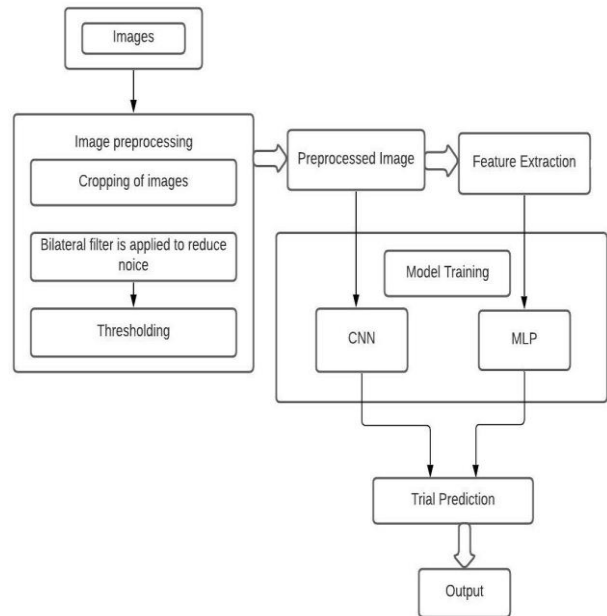 Images
Image preprocessing
Cropping of images
Bilateral filter is applied to reduce
noice
Thresholding
Preprocessed Image
Feature Extraction
Model Training
CNN
MLP
Trial Prediction
Output